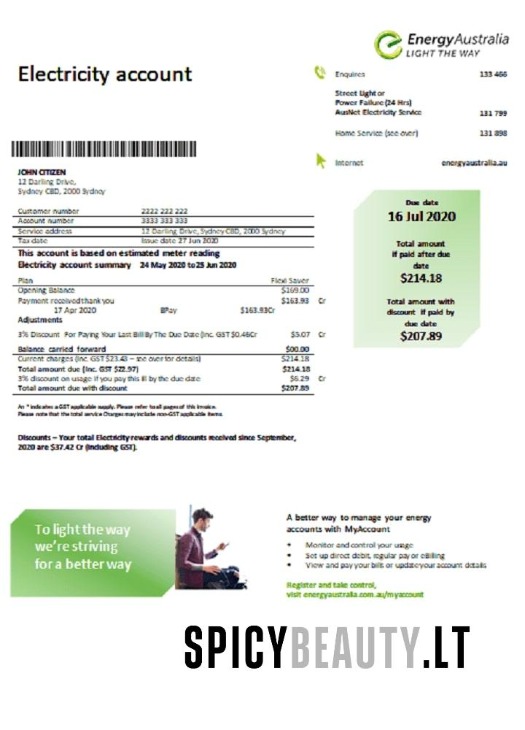 EnergyAustralia
LIGHT THE WAY
Electricity account
Enquires 133 466
Street Light or
Power Failure (24 Hrs)
AusNet Electricity Service 131 799
Home Service (see over) 131 898
Internet energyaustralia.au
JOHN CITIZEN
12 Darling Drive,
Sydney CBD, 2000 Sydney
Customer number 2222 222 222
Account number 3333 333 333
Service address 12 Darling Drive, Sydney CBD, 2000 Sydney
Tax date Issue date 27 Jun 2020
This account is based on estimated meter reading
Electricity account summary 24 May 2020 to 25 Jun 2020
Plan Flexi Saver
Opening Balance $169.00
Payment received thank you $163.93 Cr
17 Apr 2020 BPay $163.93Cr
Adjustments
3% Discount For Paying Your Last Bill By The Due Date (inc. GST $0.46Cr $5.07 Cr
Balance carried forward $00.00
Current charges (inc. GST $23.43 – see over for details) $214.18
Total amount due (inc. GST $22.97) $214.18
3% discount on usage if you pay this ill by the due date $6.29 Cr
Total amount due with discount $207.89
An * indicates a GST applicable supply. Please refer to all pages of this invoice.
Please note that the total service Charges may include non-GST applicable items
Discounts – Your total Electricity rewards and discounts received since September,
2020 are $37.42 Cr (including GST).
Due date
16 Jul 2020
Total amount
if paid after due
date
$214.18
Total amount with
discount if paid by
due date
$207.89
To light the way
we're striving
for a better way
A better way to manage your energy
accounts with MyAccount
• Monitor and control your usage
• Set up direct debit, regular pay or eBilling
• View and pay your bills or update your account details
Register and take control,
visit energyaustralia.com.au/myaccount
SPICYBEAUTY.LT